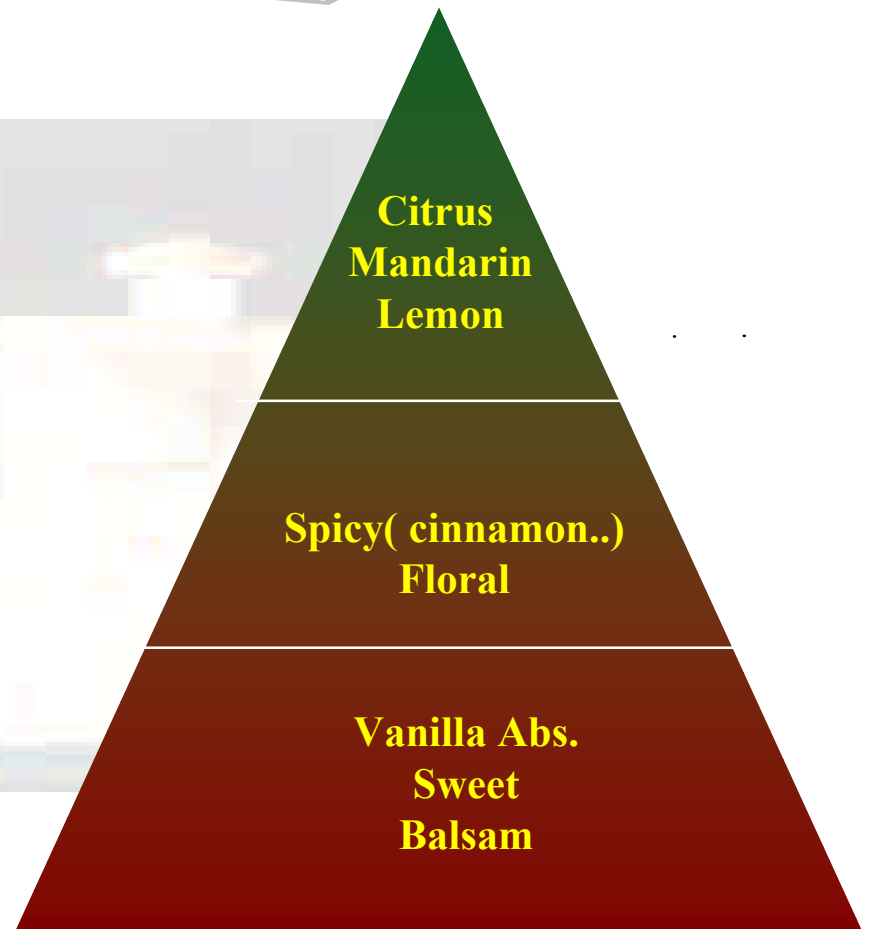 Citrus
Mandarin
Lemon
Spicy( cinnamon..)
Floral
Vanilla Abs.
Sweet
Balsam